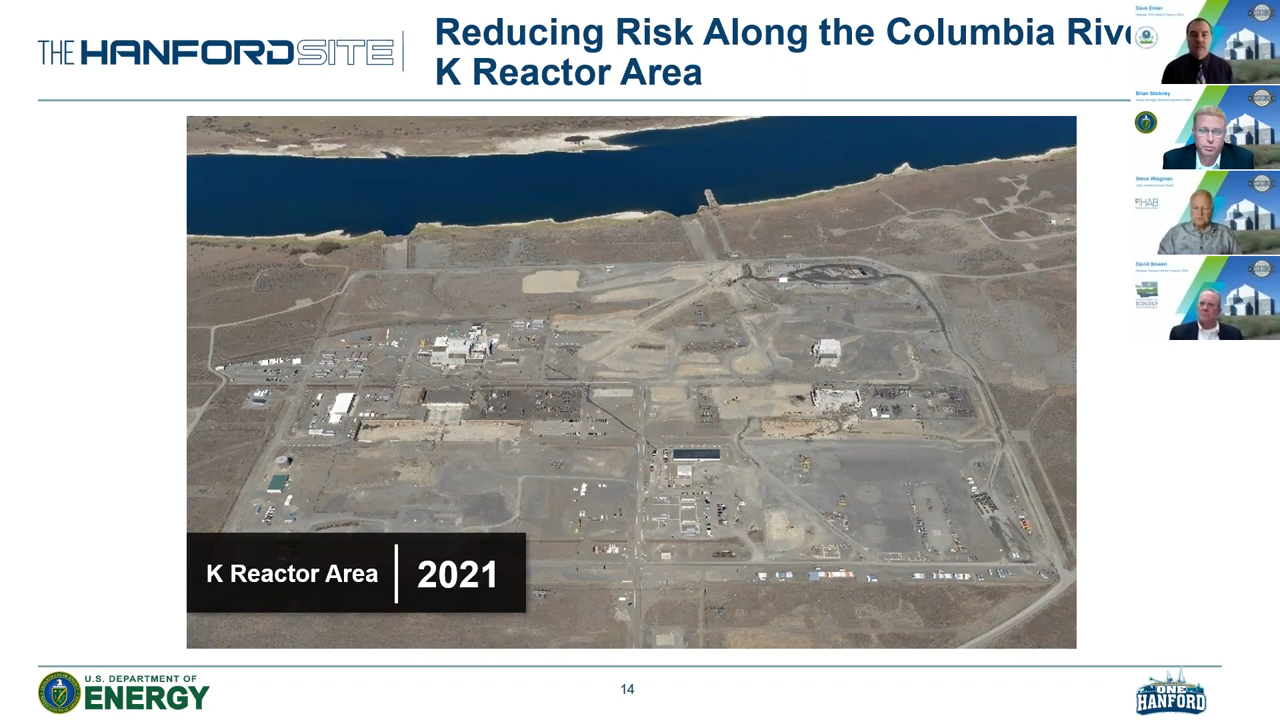 THE HANFORD SITE
Reducing Risk Along the Columbia Rive
K Reactor Area
K Reactor Area
2021
U.S. DEPARTMENT OF
ENERGY
14
ONE
HANFORD
Dave Einan
Brian Stickney
Steve Wiegman
HAB
David Bowen
ECOLOGY